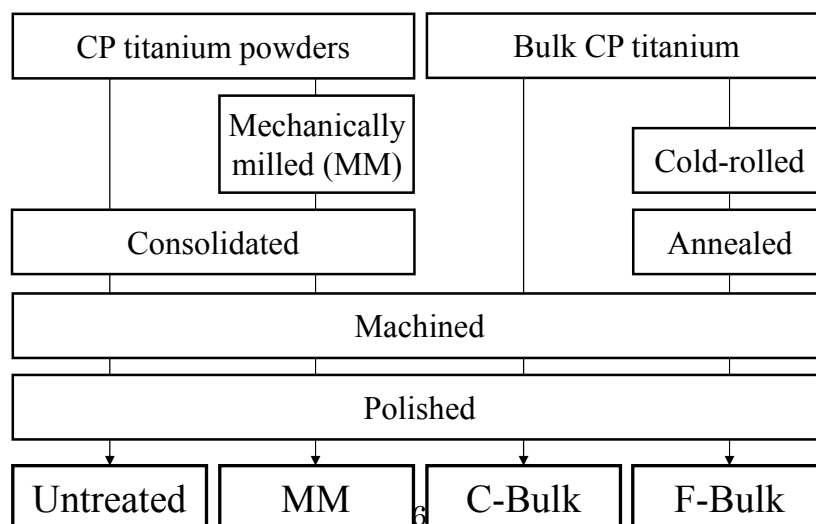 CP titanium powders
Bulk CP titanium
Mechanically
milled (MM)
Cold-rolled
Consolidated
Annealed
Machined
Polished
Untreated
MM
C-Bulk
F-Bulk
6